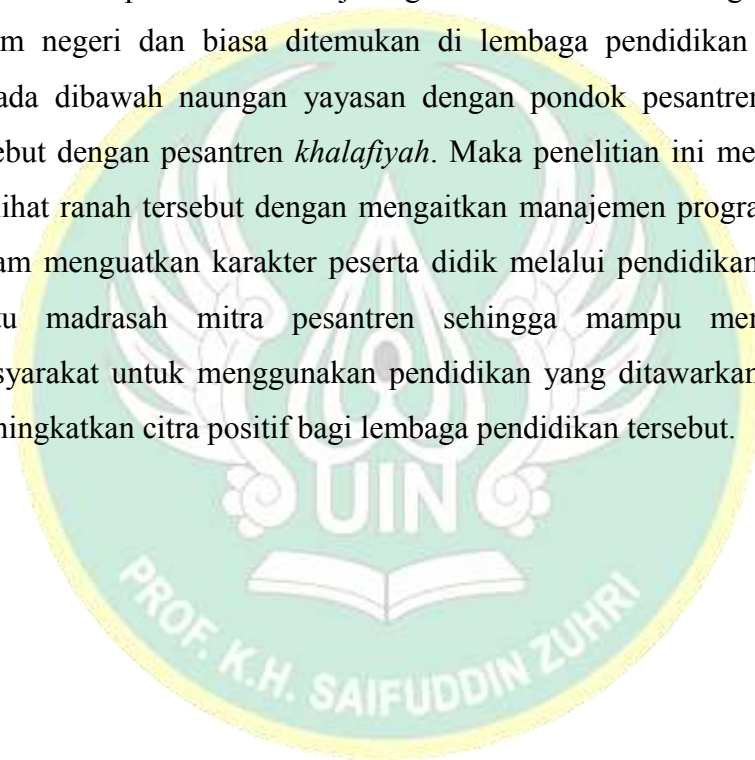 m negeri dan biasa ditemukan di lembaga pendidikan
ada dibawah naungan yayasan dengan pondok pesantren
ebut dengan pesantren khalafiyah. Maka penelitian ini me
lihat ranah tersebut dengan mengaitkan manajemen progra
am menguatkan karakter peserta didik melalui pendidikan
tu madrasah mitra pesantren sehingga mampu men
syarakat untuk menggunakan pendidikan yang ditawarkan
ningkatkan citra positif bagi lembaga pendidikan tersebut.
UIN
PROF. K.H. SAIFUDDIN ZUHRI